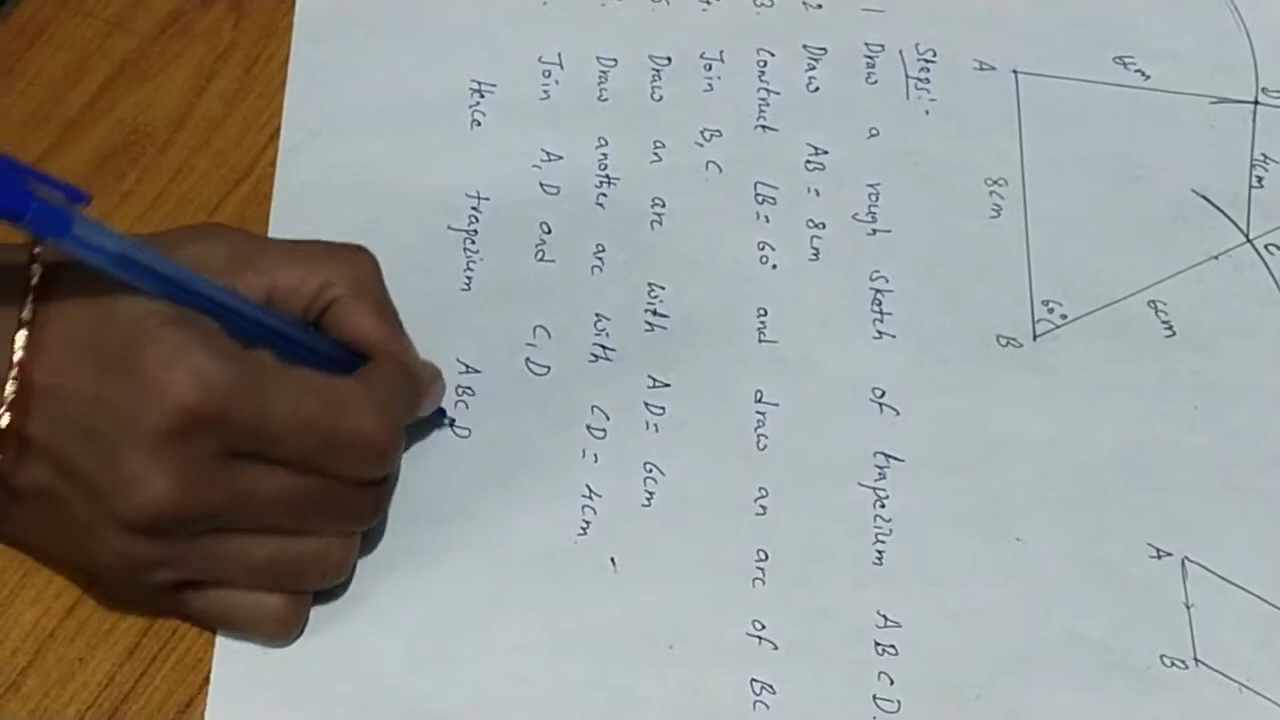 D
6cm
4cm
A
C
8cm
60°
6cm
B
A
B
Steps:-
1 Draw a rough sketch of trapezium ABCD.
2 Draw AB = 8cm
3. Construct ∠B = 60° and draw an arc of BC
4. Join B, C.
5. Draw an arc with AD = 6cm
. Draw another arc with CD = 4cm.
. Join A, D and C, D
Hence trapezium ABCD